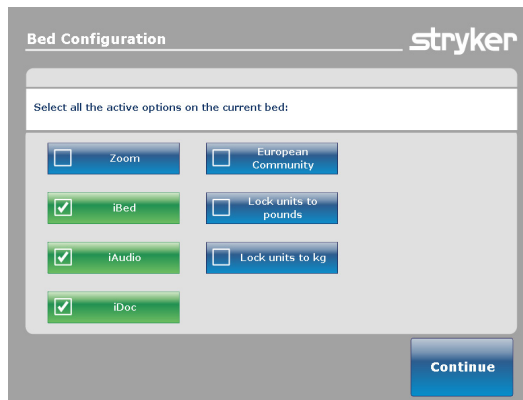 Bed Configuration
stryker
Select all the active options on the current bed:
Zoom
European
Community
iBed
Lock units to
pounds
iAudio
Lock units to kg
iDoc
Continue